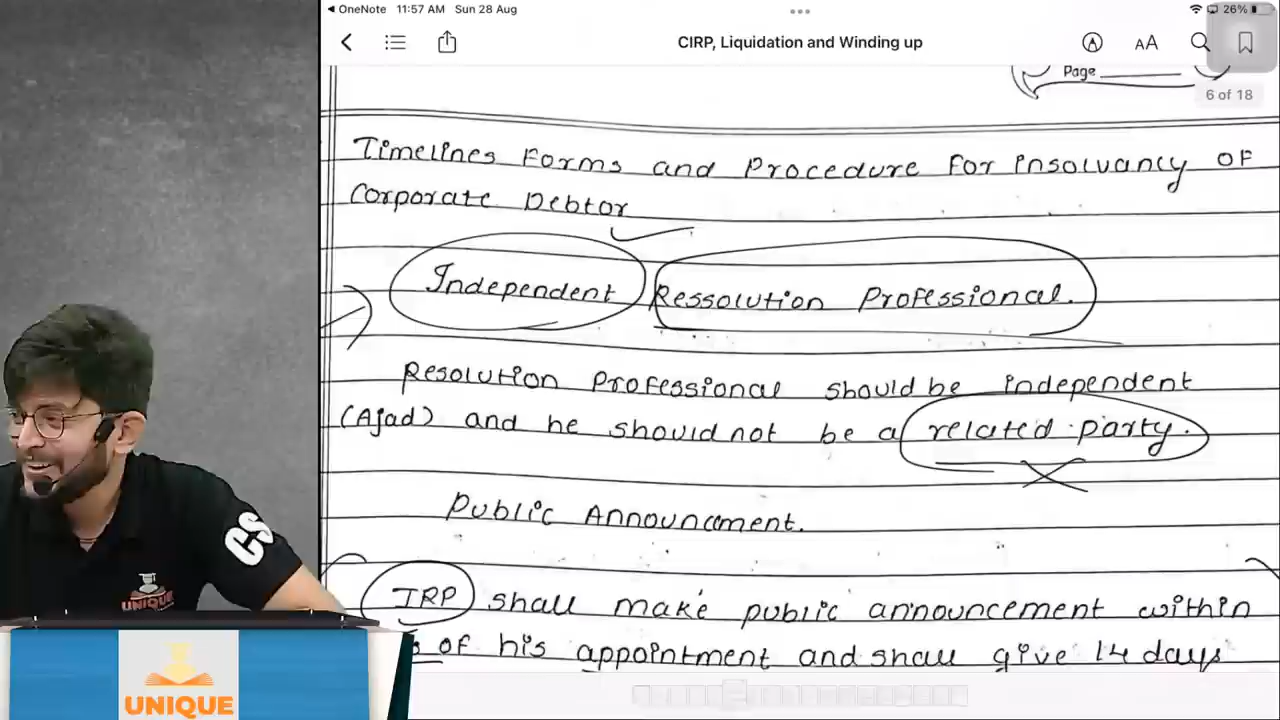 OneNote 11:57 AM Sun 28 Aug 26%
CIRP, Liquidation and Winding up
AA
Page
6 of 18
Timelines Forms and Procedure For insolvancy of
Corporate Debtor
Independent Ressolution Professional.
Resolution Professional should be independent
(Ajad) and he should not be a related party.
Public Announcment.
IRP shall make public announcement within
of his appointment and shall give 14 days
CS
UNIQUE
UNIQUE